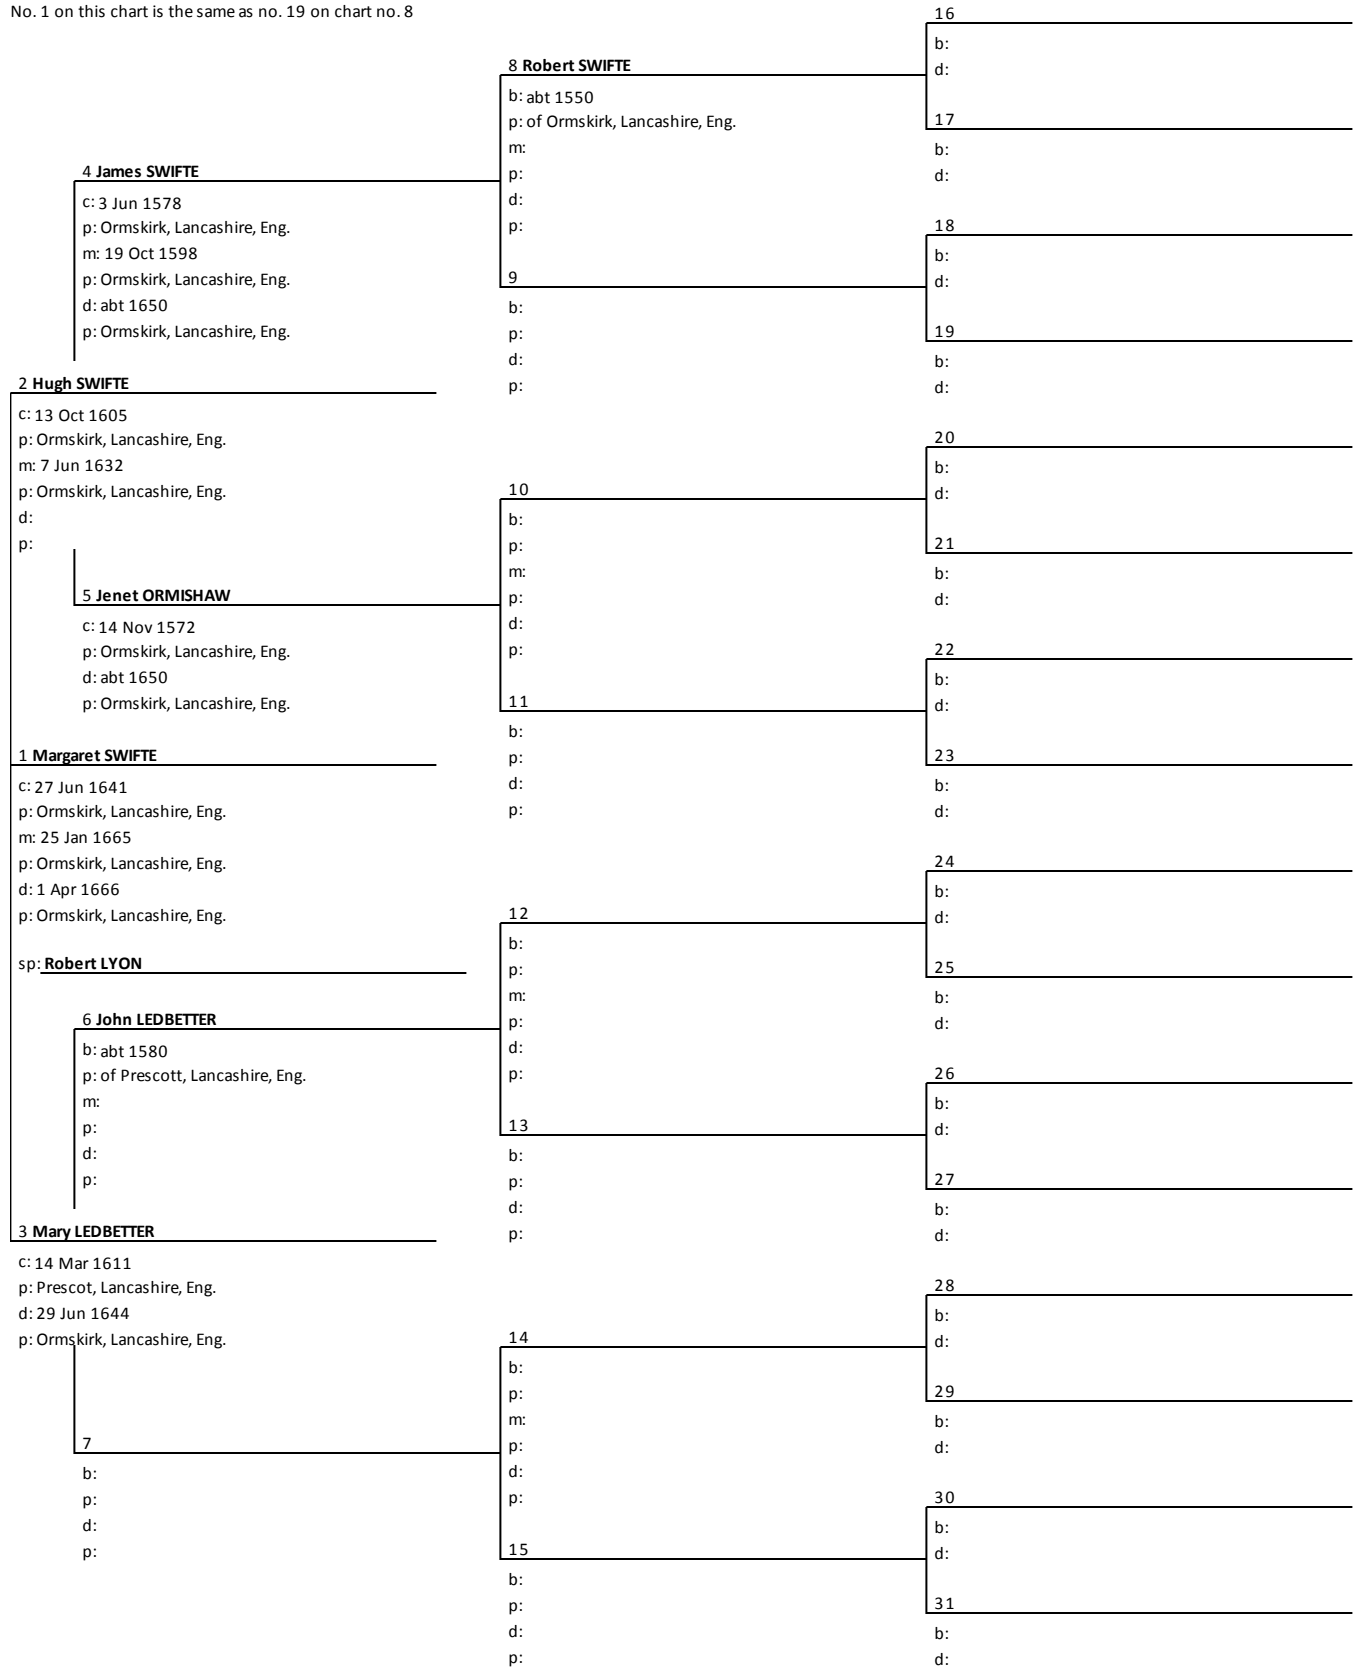 No. 1 on this chart is the same as no. 19 on chart no. 8
16
b:
d:
8 Robert SWIFTE
b: abt 1550
p: of Ormskirk, Lancashire, Eng.
m:
p:
d:
p:
17
b:
d:
4 James SWIFTE
c: 3 Jun 1578
p: Ormskirk, Lancashire, Eng.
m: 19 Oct 1598
p: Ormskirk, Lancashire, Eng.
d: abt 1650
p: Ormskirk, Lancashire, Eng.
18
b:
d:
9
b:
p:
d:
p:
19
b:
d:
2 Hugh SWIFTE
c: 13 Oct 1605
p: Ormskirk, Lancashire, Eng.
m: 7 Jun 1632
p: Ormskirk, Lancashire, Eng.
d:
p:
20
b:
d:
10
b:
p:
m:
p:
d:
p:
21
b:
d:
5 Jenet ORMISHAW
c: 14 Nov 1572
p: Ormskirk, Lancashire, Eng.
d: abt 1650
p: Ormskirk, Lancashire, Eng.
22
b:
d:
11
b:
p:
d:
p:
23
b:
d:
1 Margaret SWIFTE
c: 27 Jun 1641
p: Ormskirk, Lancashire, Eng.
m: 25 Jan 1665
p: Ormskirk, Lancashire, Eng.
d: 1 Apr 1666
p: Ormskirk, Lancashire, Eng.
sp: Robert LYON
24
b:
d:
12
b:
p:
m:
p:
d:
p:
25
b:
d:
6 John LEDBETTER
b: abt 1580
p: of Prescott, Lancashire, Eng.
m:
p:
d:
p:
26
b:
d:
13
b:
p:
d:
p:
27
b:
d:
3 Mary LEDBETTER
c: 14 Mar 1611
p: Prescot, Lancashire, Eng.
d: 29 Jun 1644
p: Ormskirk, Lancashire, Eng.
28
b:
d:
14
b:
p:
m:
p:
d:
p:
29
b:
d:
7
b:
p:
d:
p:
30
b:
d:
15
b:
p:
d:
p:
31
b:
d: